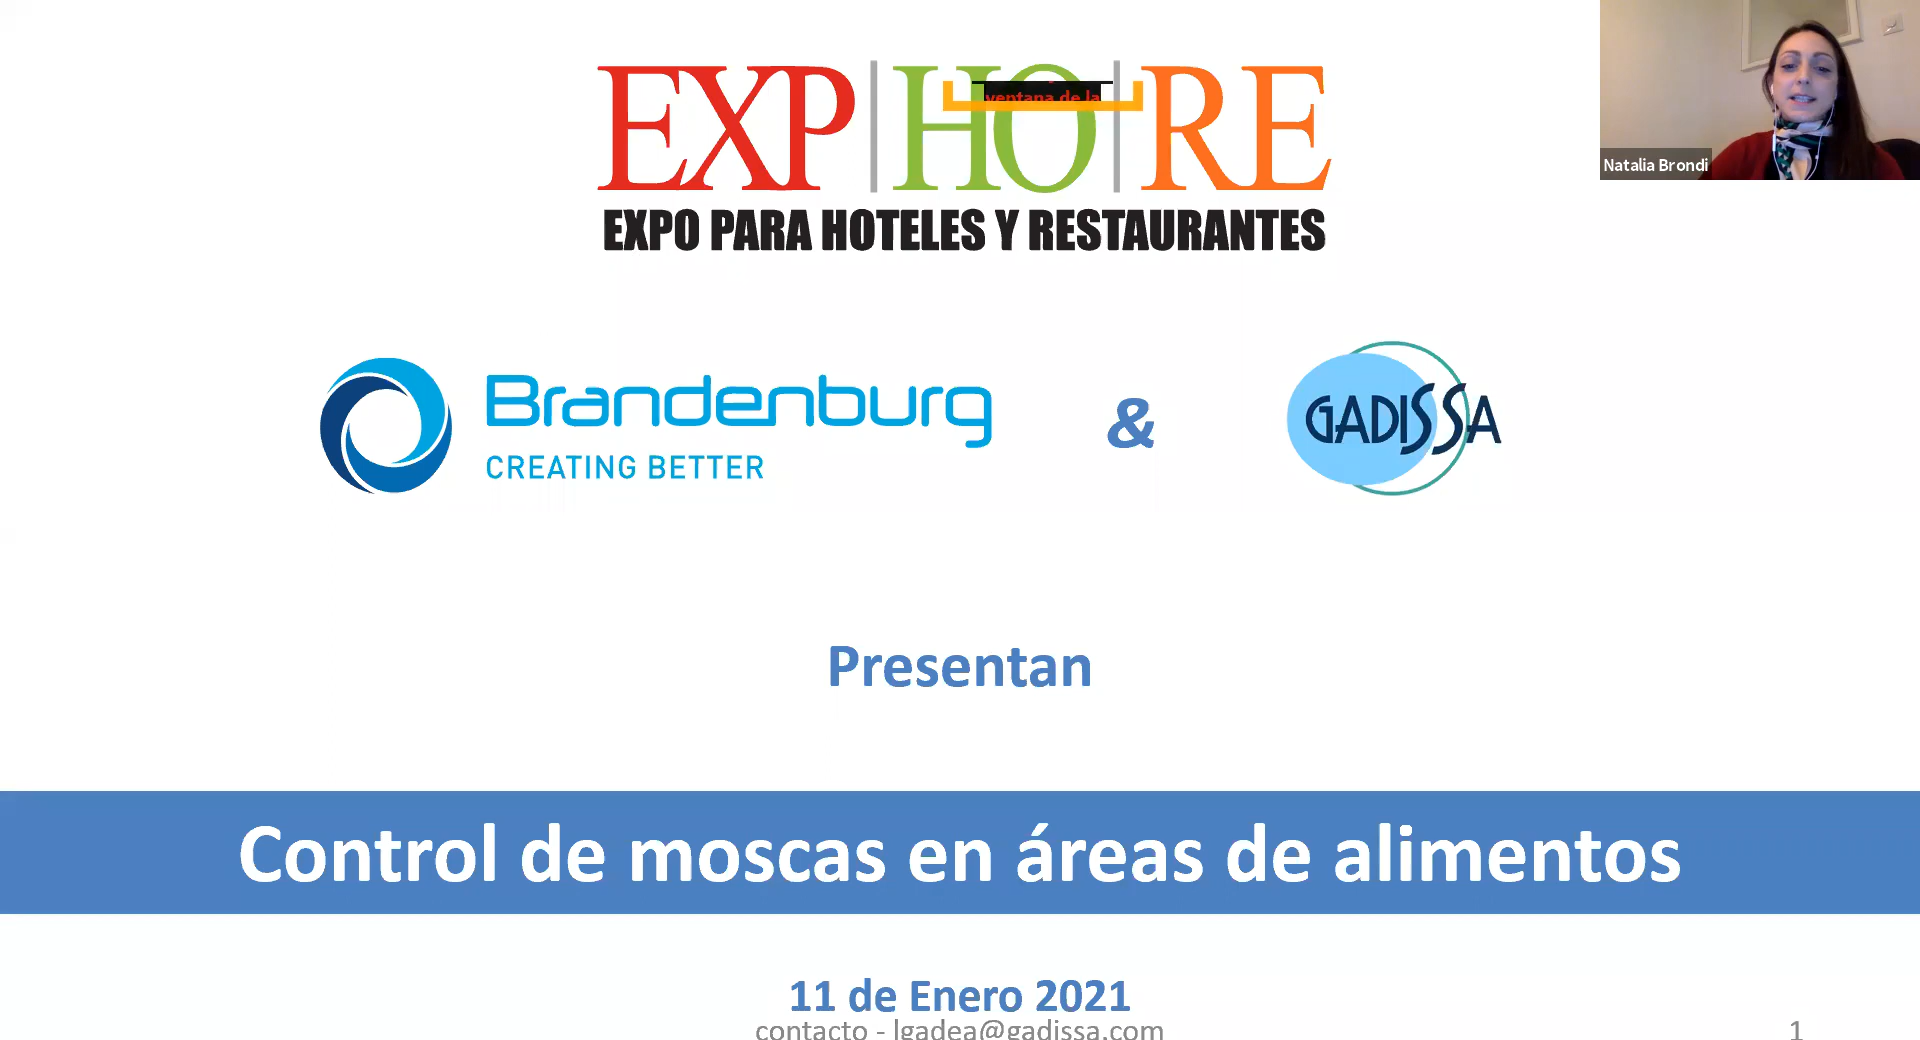 EXP|HO|RE
ventana de la
EXPO PARA HOTELES Y RESTAURANTES
Natalia Brondi
Brandenburg
CREATING BETTER
&
GADISSA
Presentan
Control de moscas en áreas de alimentos
11 de Enero 2021
contacto - lgadea@gadissa.com
1